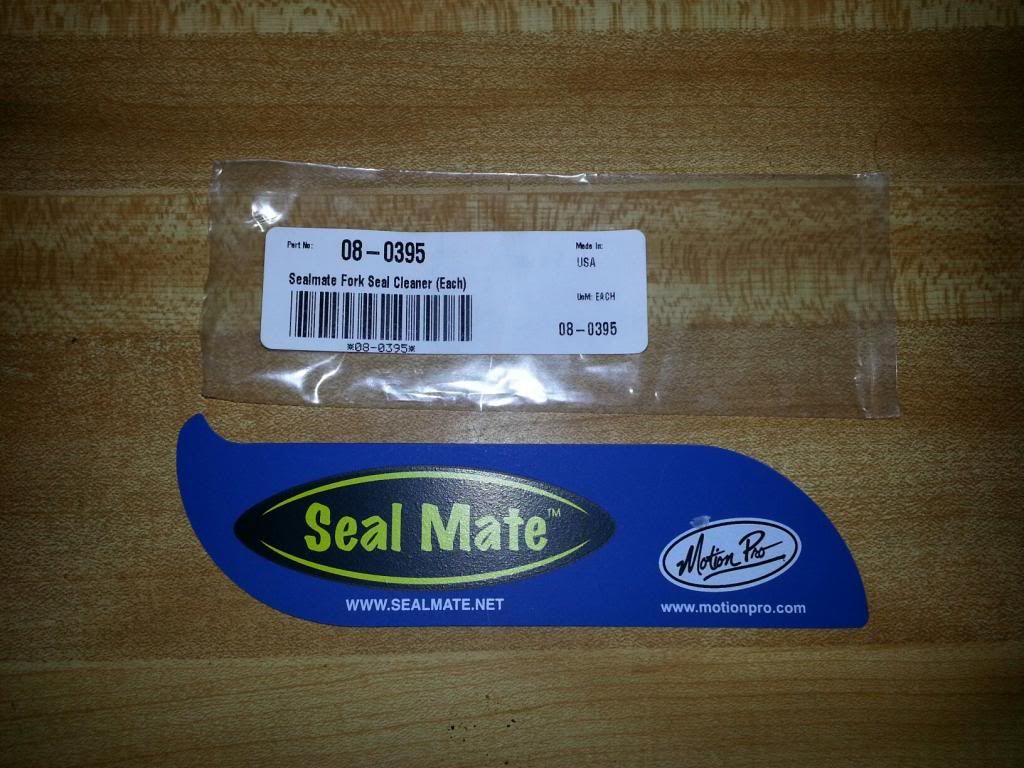 Part No: 08-0395
Made In:
USA
Sealmate Fork Seal Cleaner (Each)
UnM: EACH
08-0395
*08-0395*
Seal Mate™
Motion Pro
WWW.SEALMATE.NET
www.motionpro.com